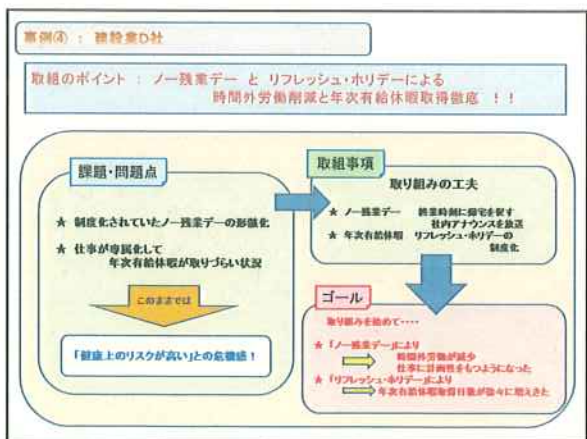 事例④ : 建設業D社
取組のポイント : ノー残業デー と リフレッシュ・ホリデーによる
時間外労働削減と年次有給休暇取得徹底 !!
課題・問題点
★ 制度化されていたノー残業デーの形骸化
★ 仕事が専属化して
年次有給休暇が取りづらい状況
このままでは
「健康上のリスクが高い」との危機感！
取組事項
取り組みの工夫
★ ノー残業デー 終業時刻に帰宅を促す
社内アナウンスを放送
★ 年次有給休暇 リフレッシュ・ホリデーの
制度化
ゴール
取り組みを始めて・・・・
★ 「ノー残業デー」により
時間外労働が減少
仕事に計画性をもつようになった
★ 「リフレッシュ・ホリデー」により
年次有給休暇取得日数が徐々に増えきた